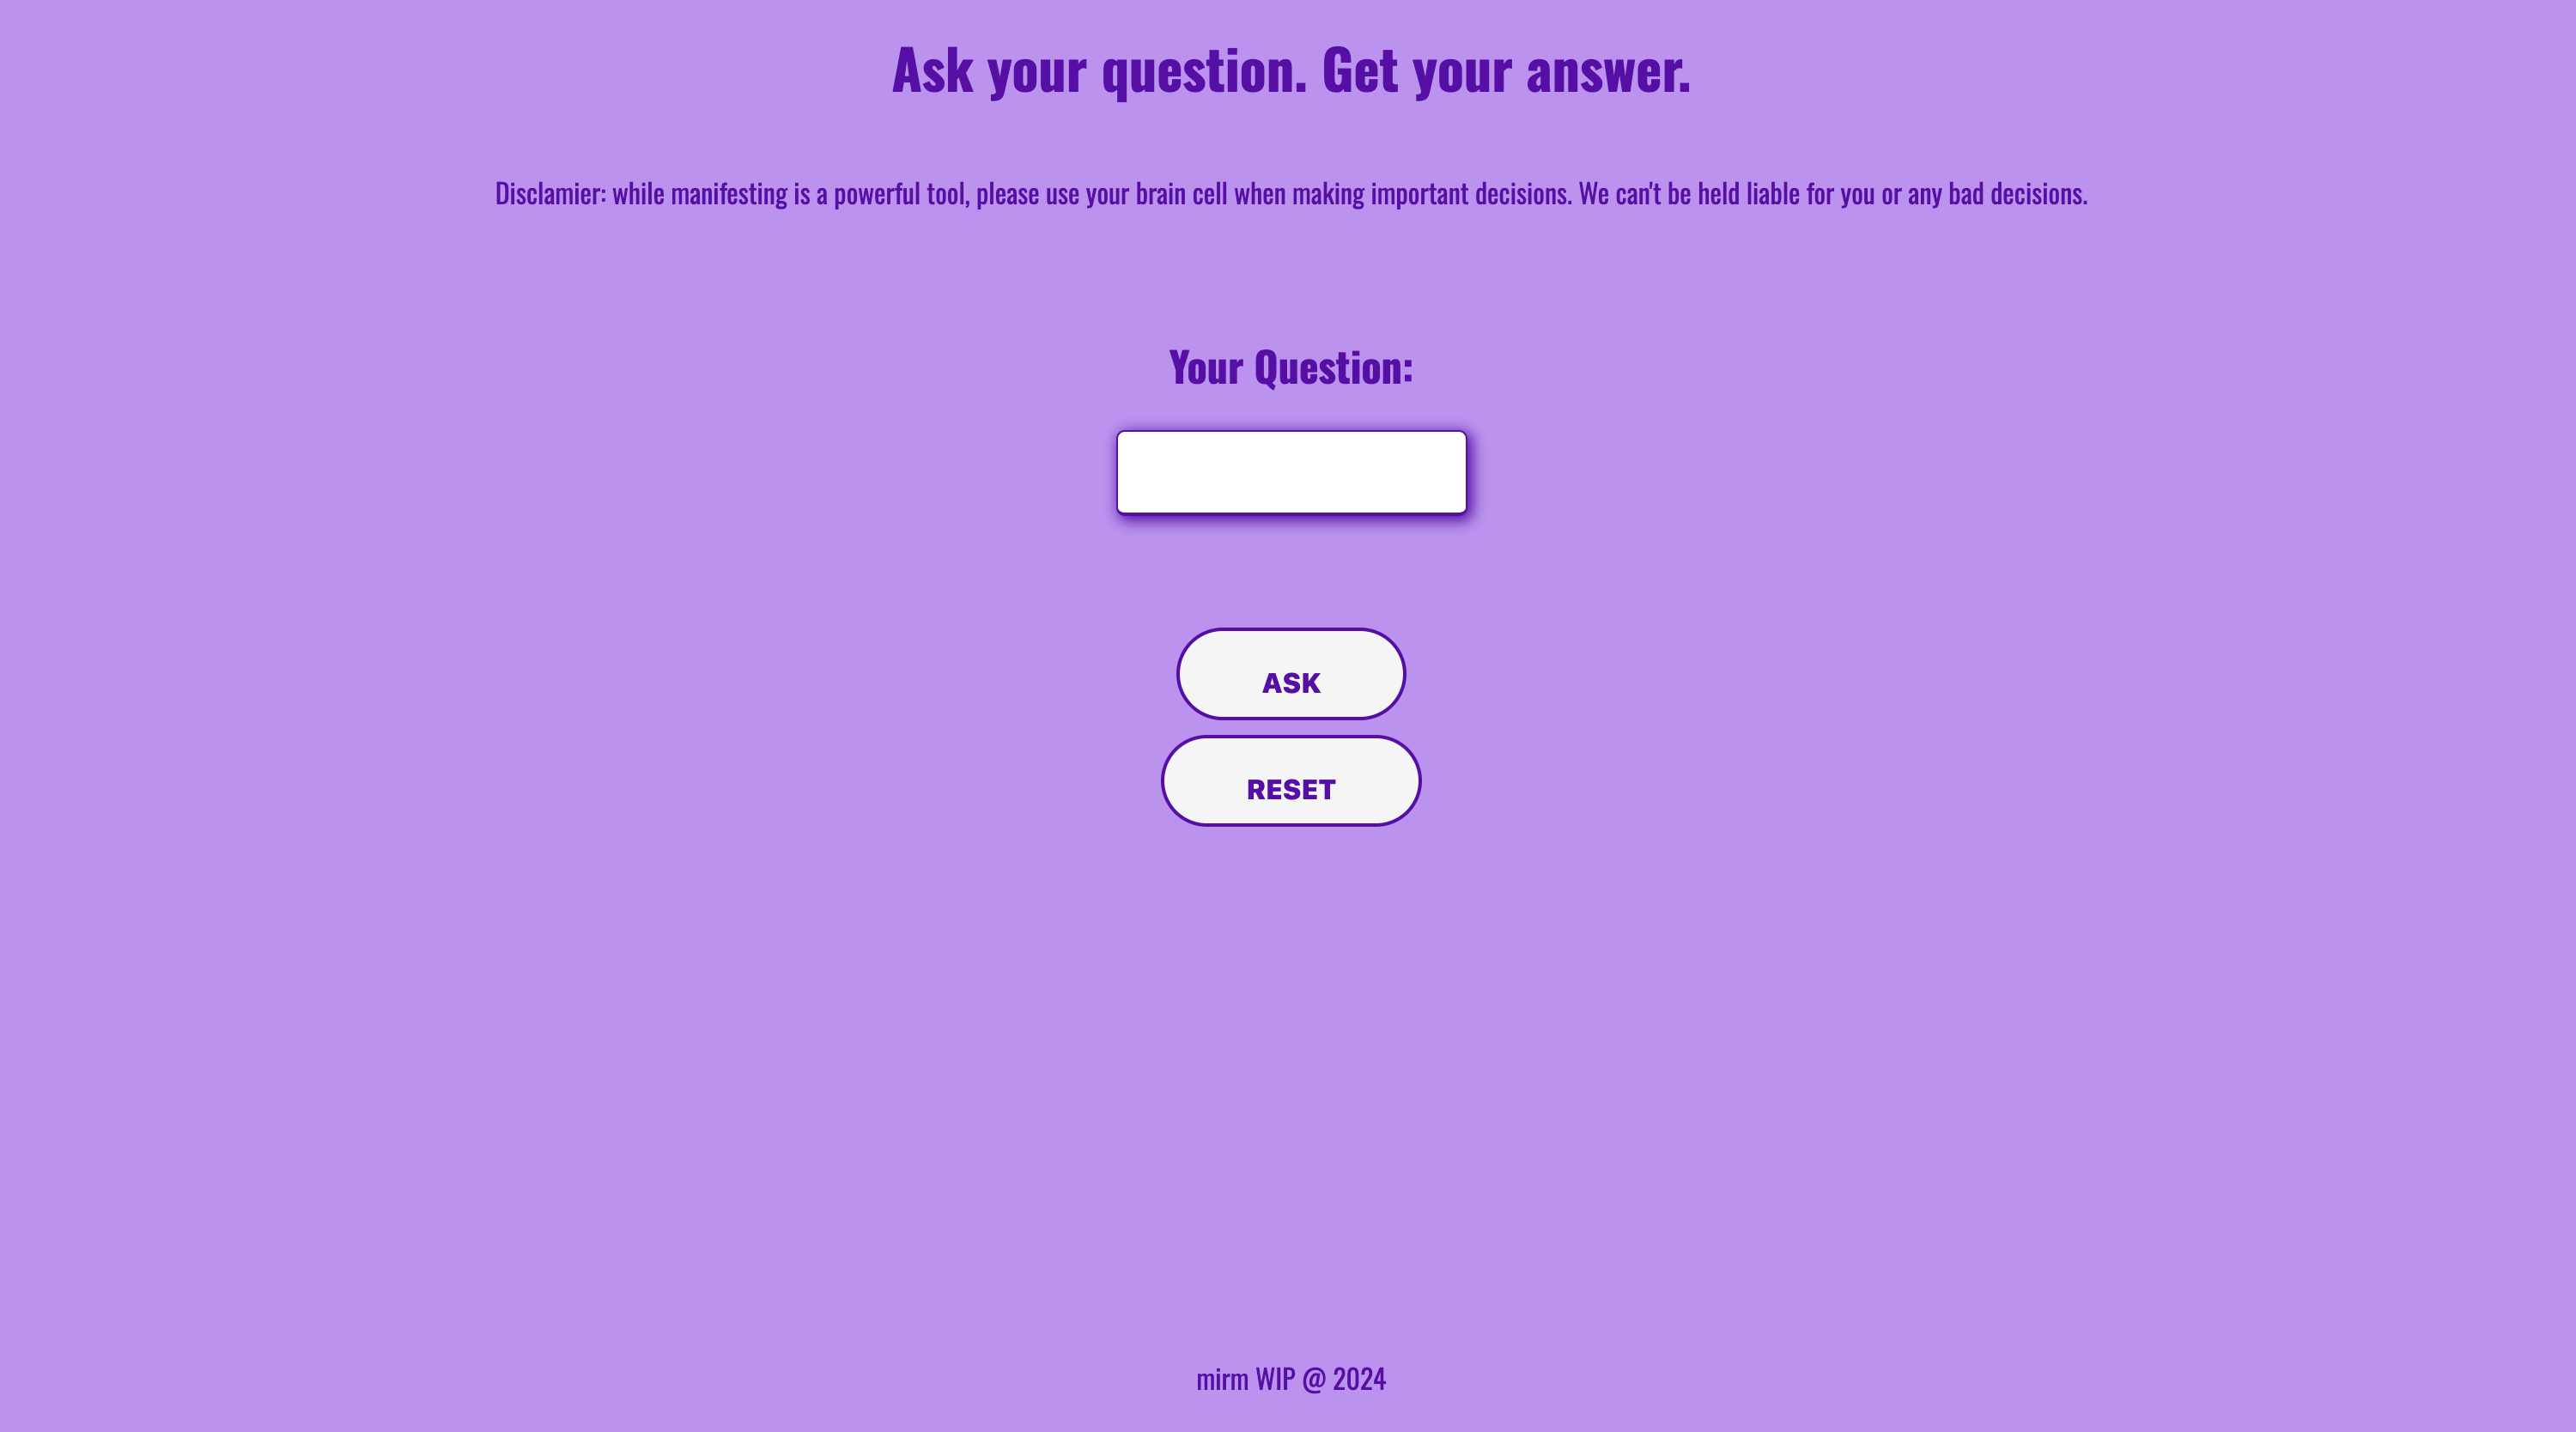 Ask your question. Get your answer.
Disclamier: while manifesting is a powerful tool, please use your brain cell when making important decisions. We can't be held liable for you or any bad decisions.
Your Question:
ASK
RESET
mirm WIP @ 2024